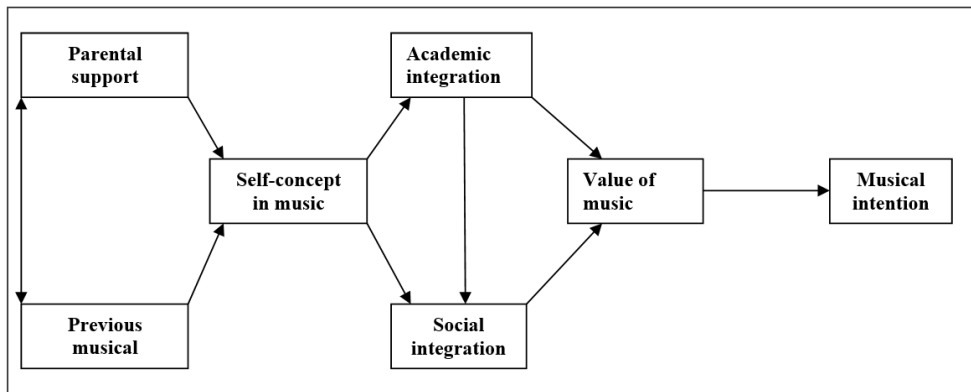 Parental
support
Academic
integration
Self-concept
in music
Value of
music
Musical
intention
Previous
musical
Social
integration